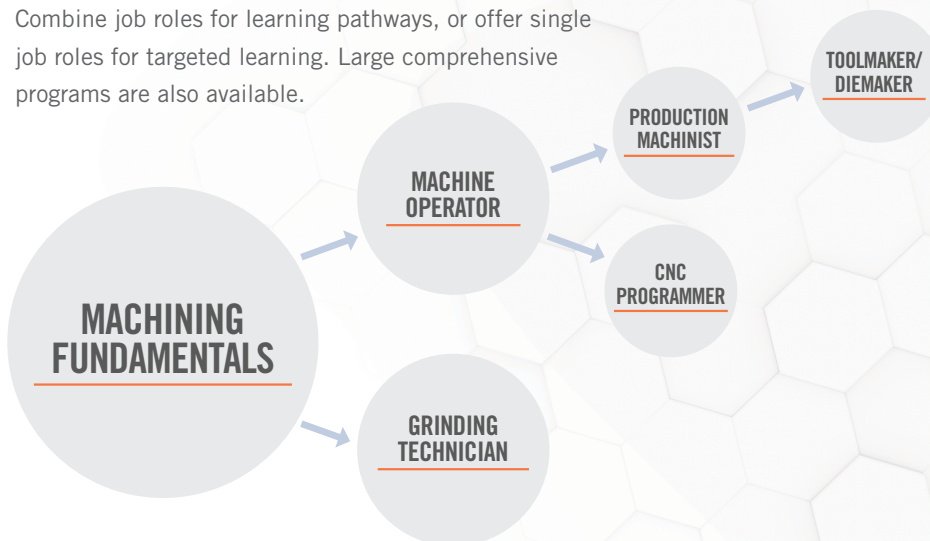 Combine job roles for learning pathways, or offer single
job roles for targeted learning. Large comprehensive
programs are also available.
TOOLMAKER/
DIEMAKER
PRODUCTION
MACHINIST
MACHINE
OPERATOR
CNC
PROGRAMMER
MACHINING
FUNDAMENTALS
GRINDING
TECHNICIAN